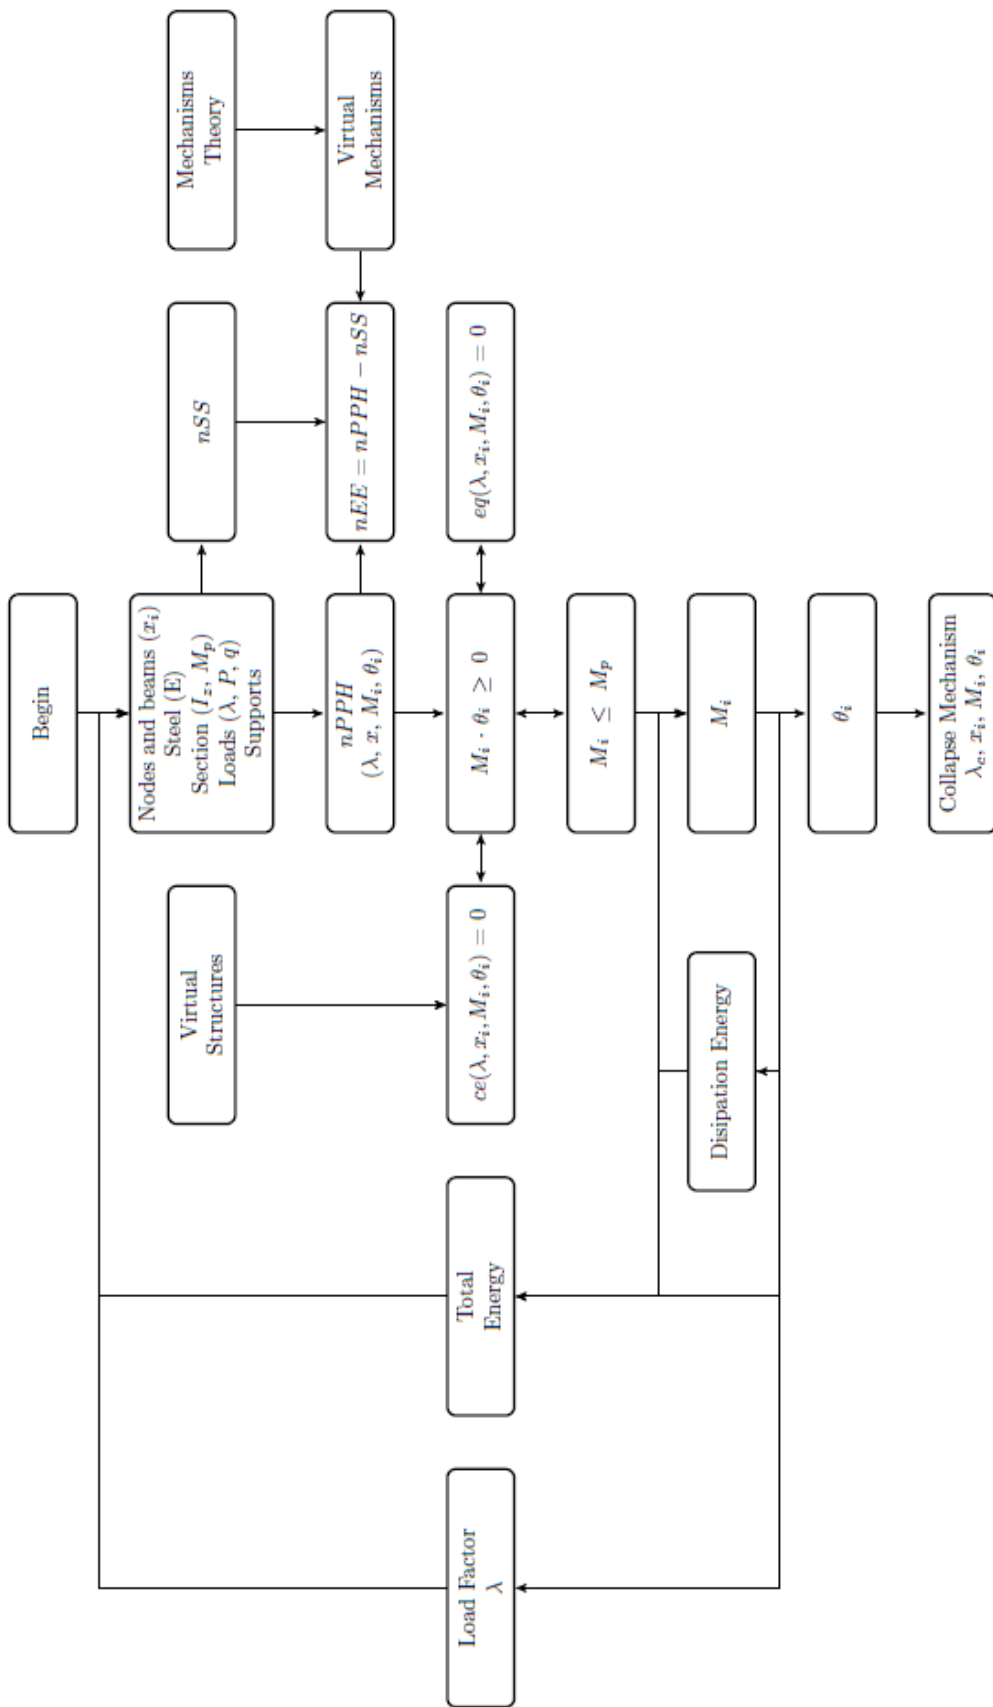 Begin
Nodes and beams (x_i)
Steel (E)
Section (I_z, M_p)
Loads (λ, P, q)
Supports
nSS
Mechanisms
Theory
Virtual
Structures
nPPH
(λ, x, M_i, θ_i)
nEE = nPPH − nSS
Virtual
Mechanisms
Load Factor
λ
Total
Energy
ce(λ, x_i, M_i, θ_i) = 0
M_i · θ_i ≥ 0
eq(λ, x_i, M_i, θ_i) = 0
M_i ≤ M_p
Disipation Energy
M_i
θ_i
Collapse Mechanism
λ_c, x_i, M_i, θ_i